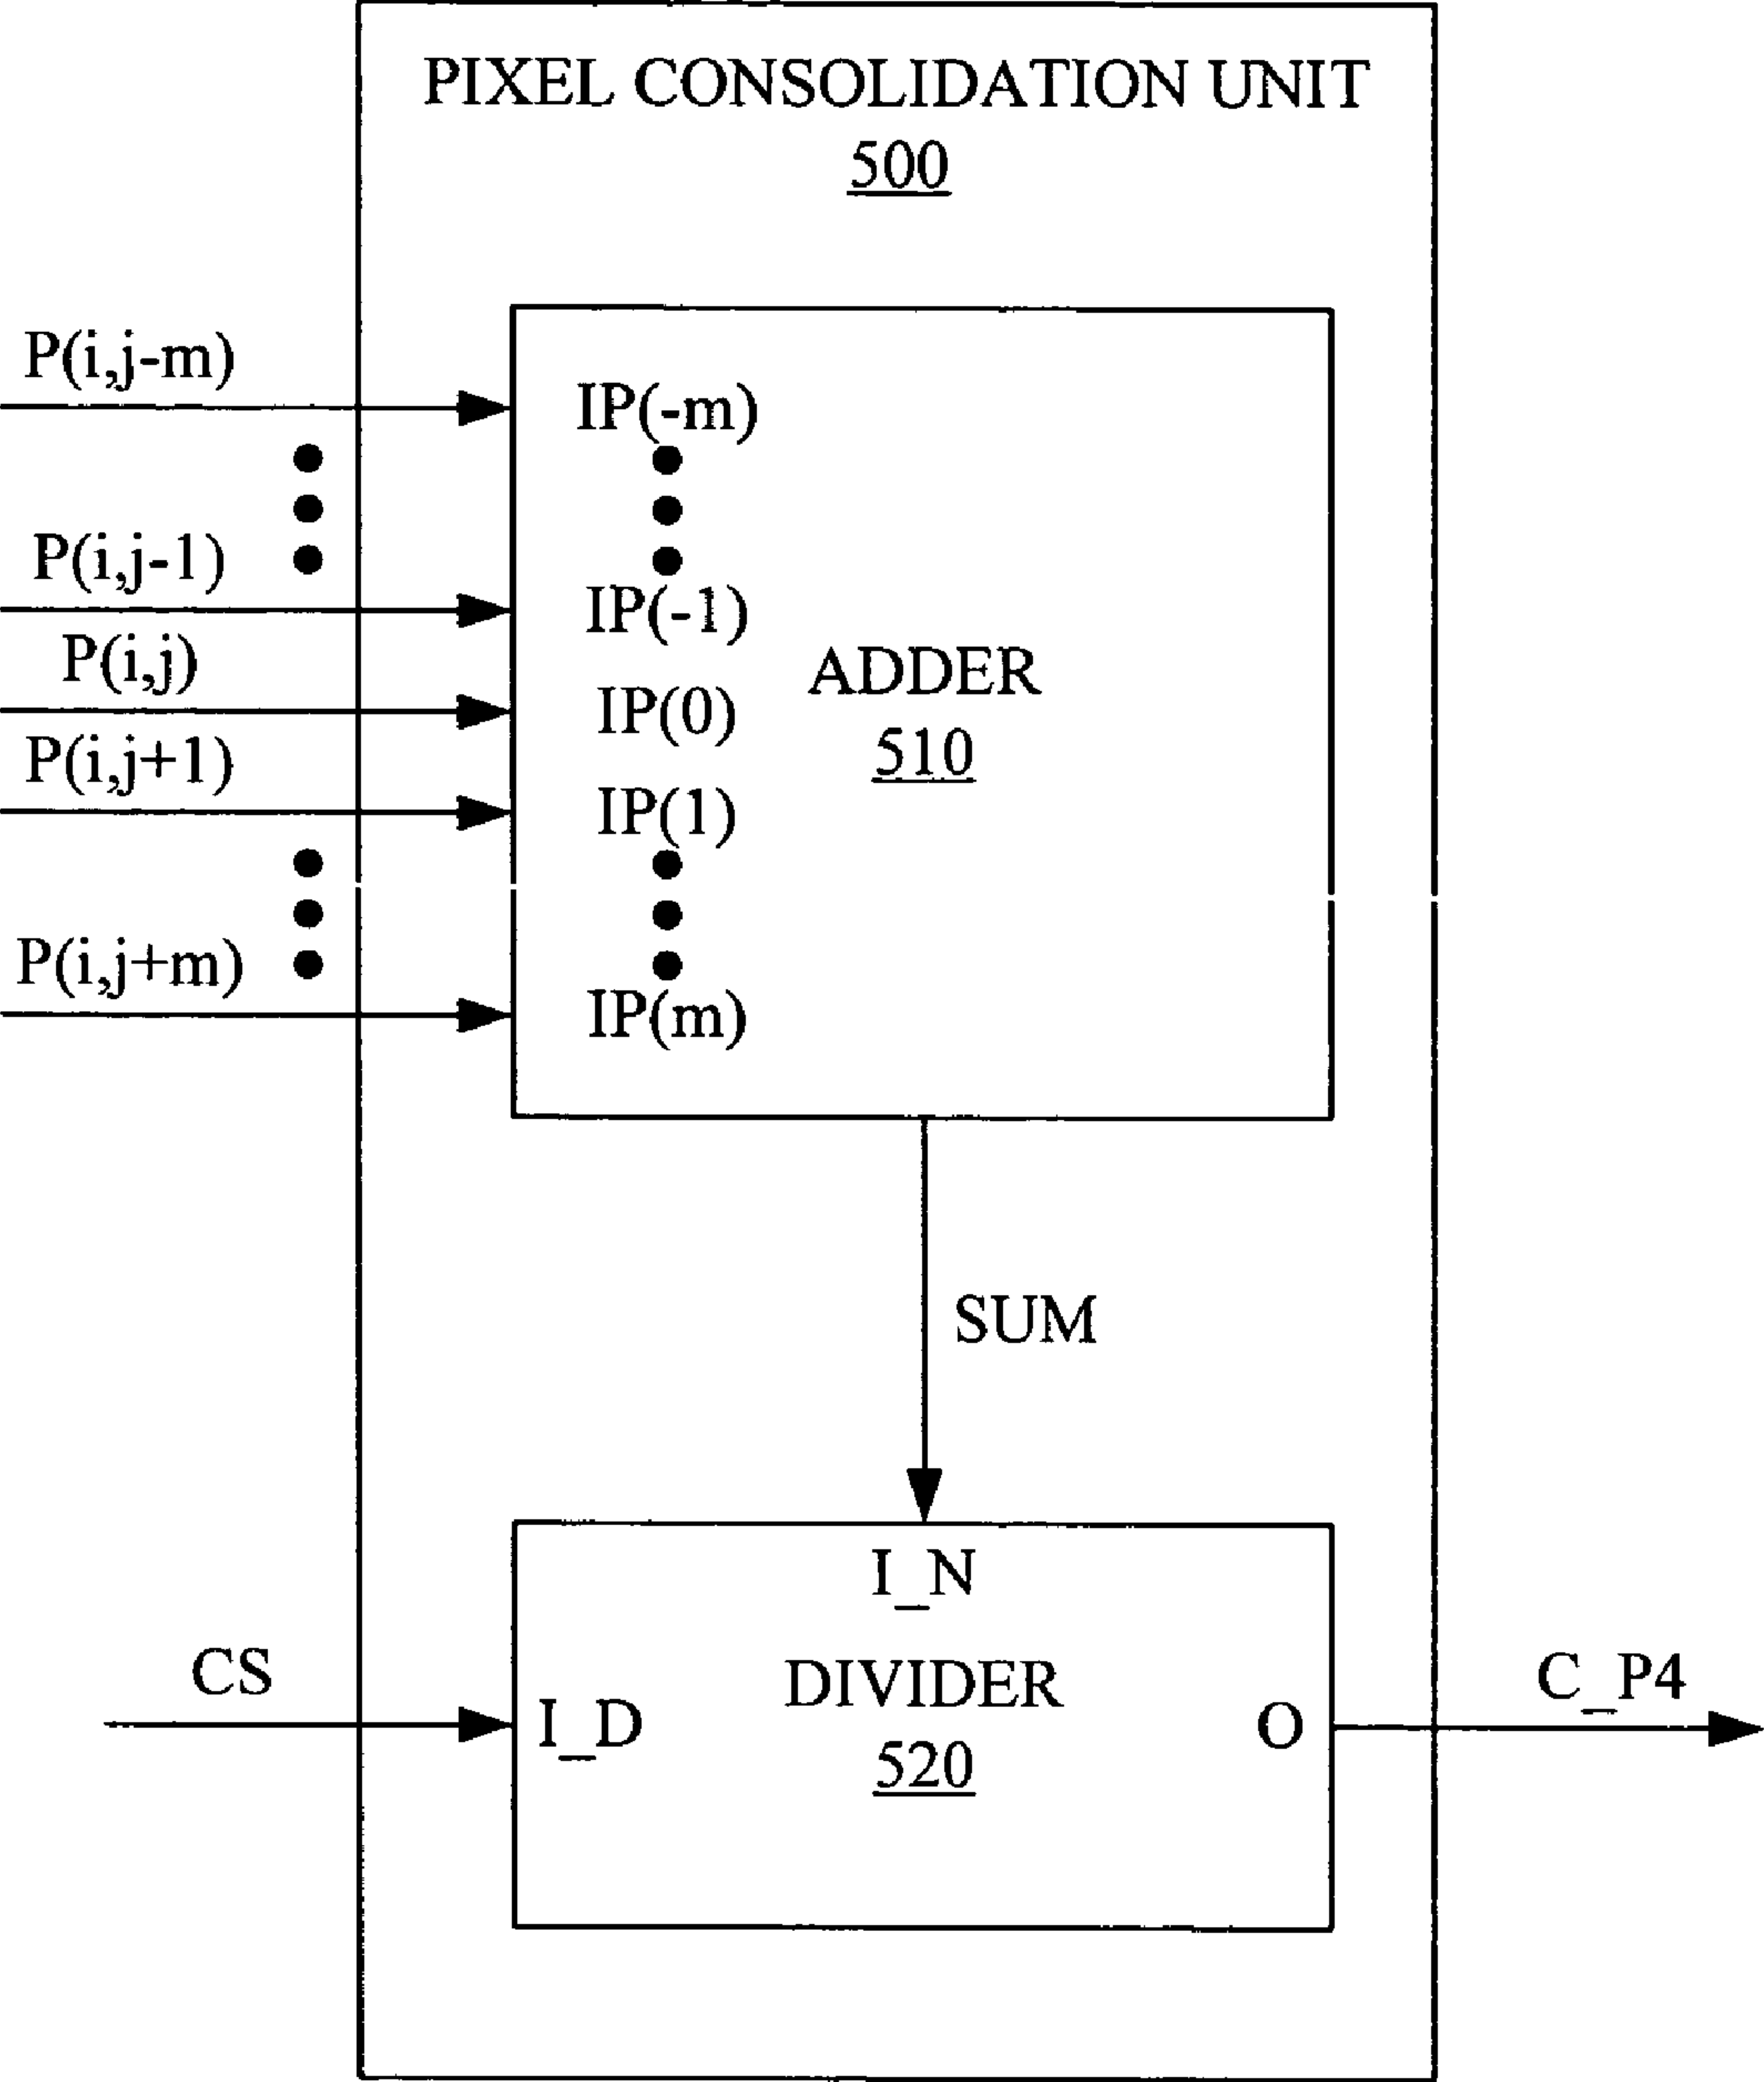 PIXEL CONSOLIDATION UNIT
500
P(i,j-m)
IP(-m)
P(i,j-1)
IP(-1)
P(i,j)
IP(0)
ADDER
510
P(i,j+1)
IP(1)
P(i,j+m)
IP(m)
SUM
I_N
CS
I_D
DIVIDER
520
O
C_P4